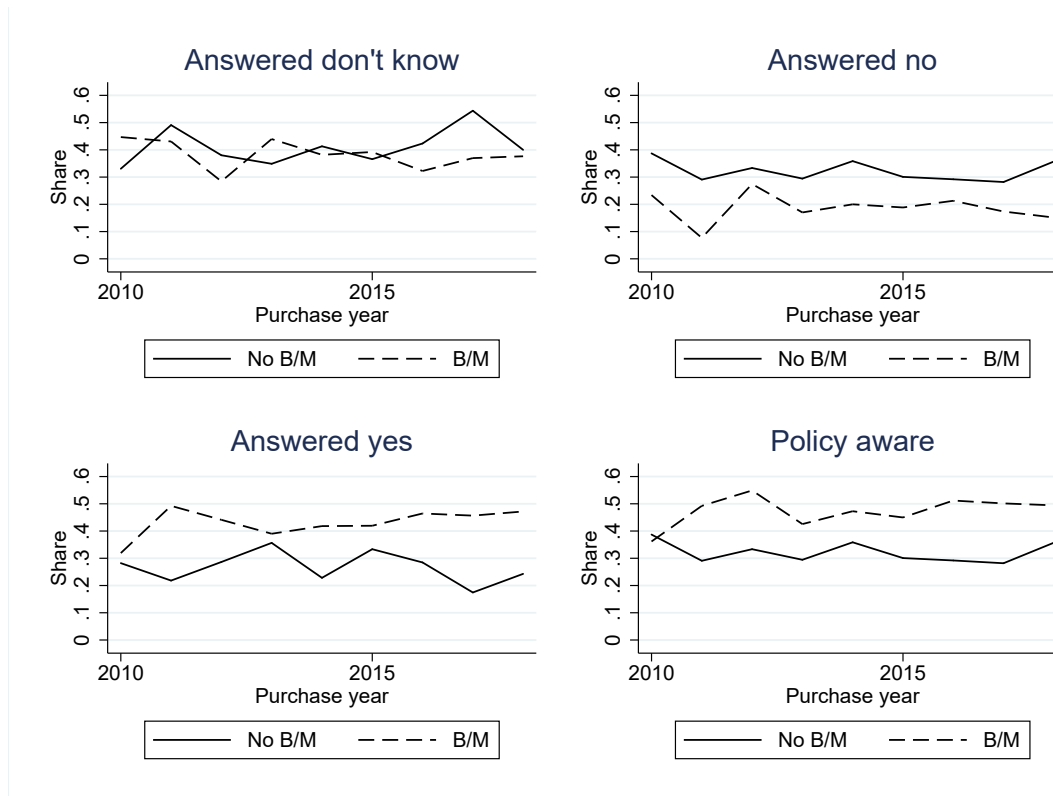 Answered don't know
Share
.6
.5
.4
.3
.2
.1
0
2010 2015
Purchase year
No B/M B/M
Answered no
Share
.6
.5
.4
.3
.2
.1
0
2010 2015
Purchase year
No B/M B/M
Answered yes
Share
.6
.5
.4
.3
.2
.1
0
2010 2015
Purchase year
No B/M B/M
Policy aware
Share
.6
.5
.4
.3
.2
.1
0
2010 2015
Purchase year
No B/M B/M